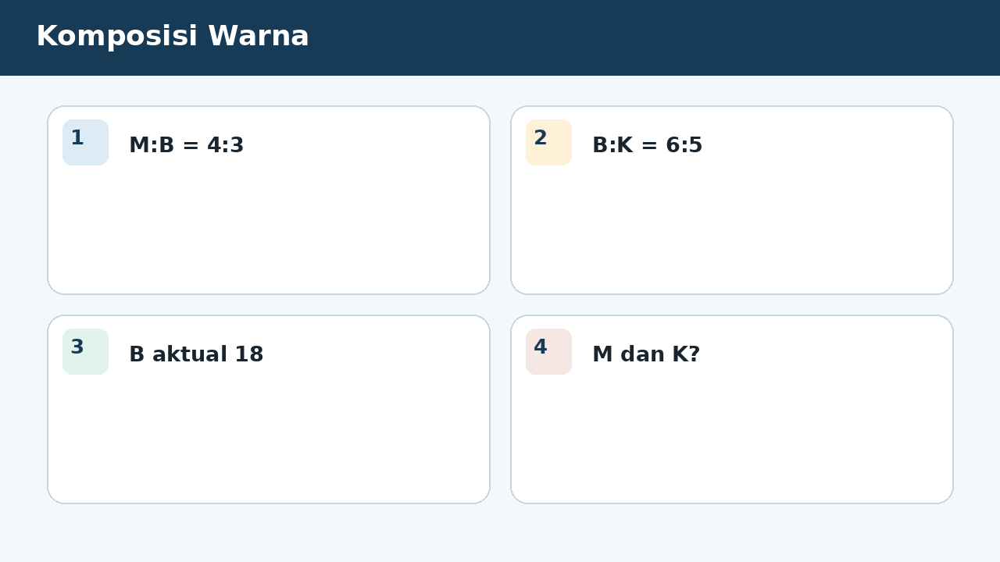 Komposisi Warna
1
M:B = 4:3
2
B:K = 6:5
3
B aktual 18
4
M dan K?